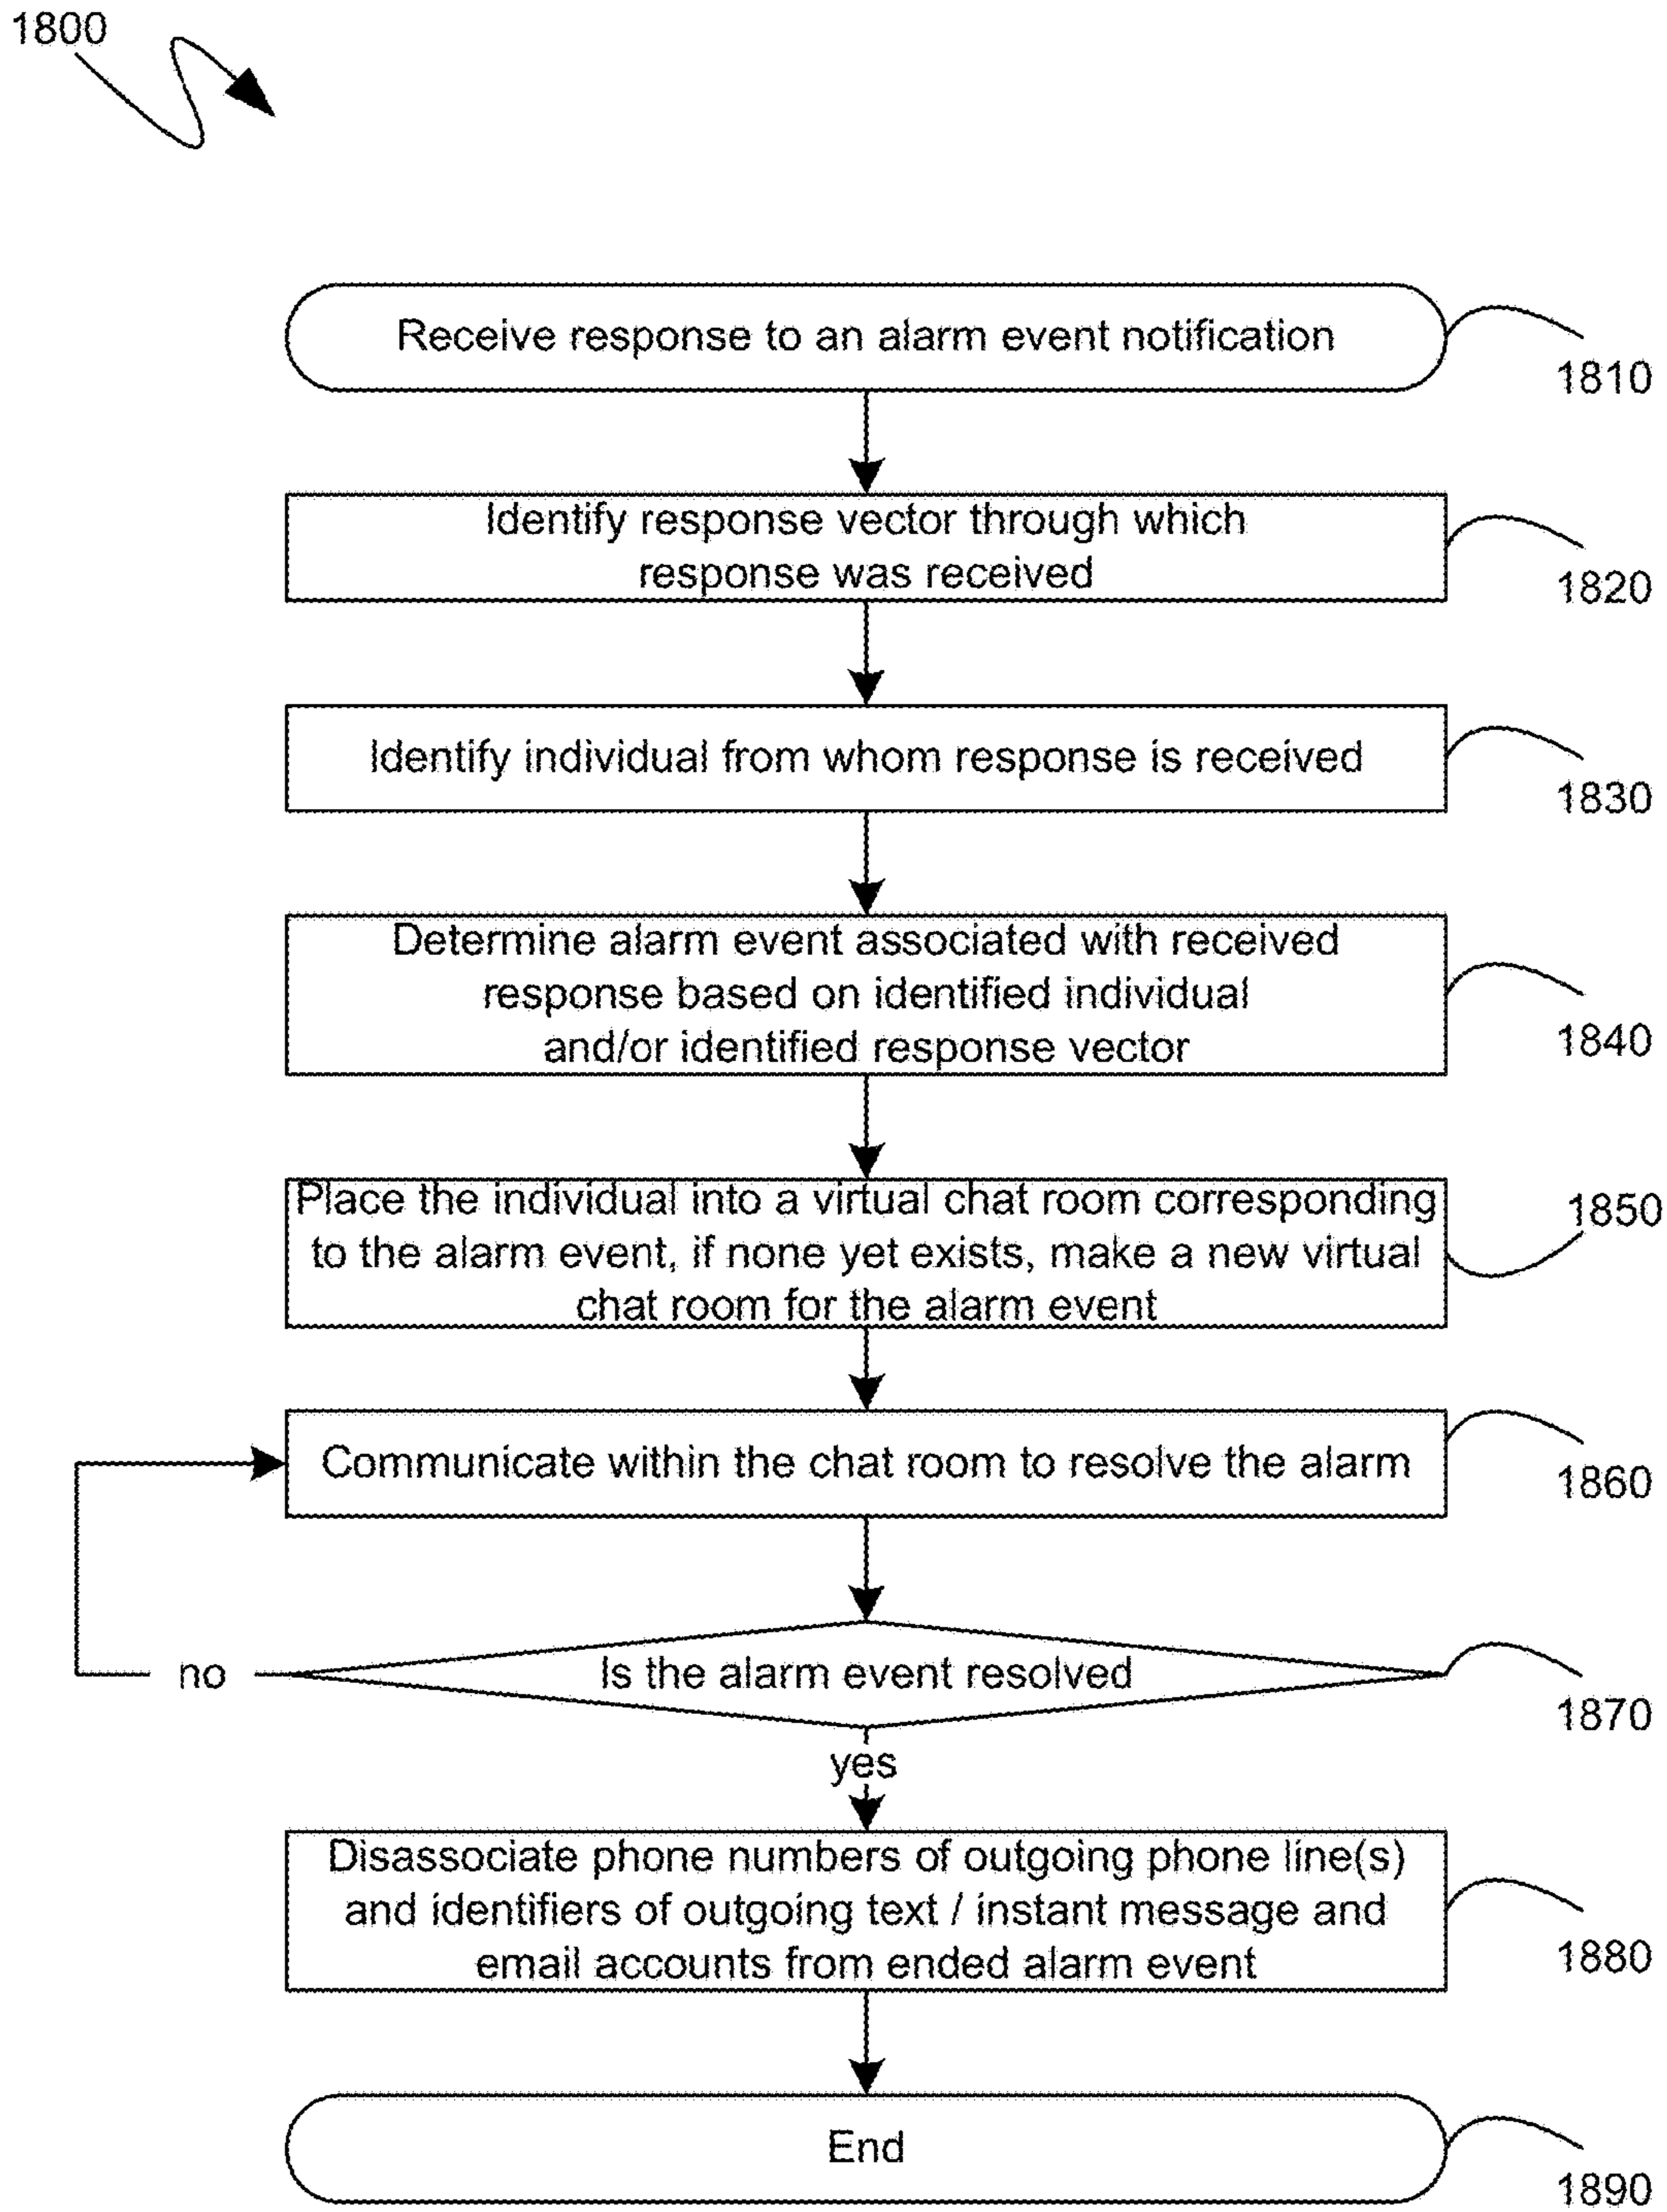 1800
Receive response to an alarm event notification
1810
Identify response vector through which
response was received
1820
Identify individual from whom response is received
1830
Determine alarm event associated with received
response based on identified individual
and/or identified response vector
1840
Place the individual into a virtual chat room corresponding
to the alarm event, if none yet exists, make a new virtual
chat room for the alarm event
1850
Communicate within the chat room to resolve the alarm
1860
Is the alarm event resolved
no
1870
yes
Disassociate phone numbers of outgoing phone line(s)
and identifiers of outgoing text / instant message and
email accounts from ended alarm event
1880
End
1890